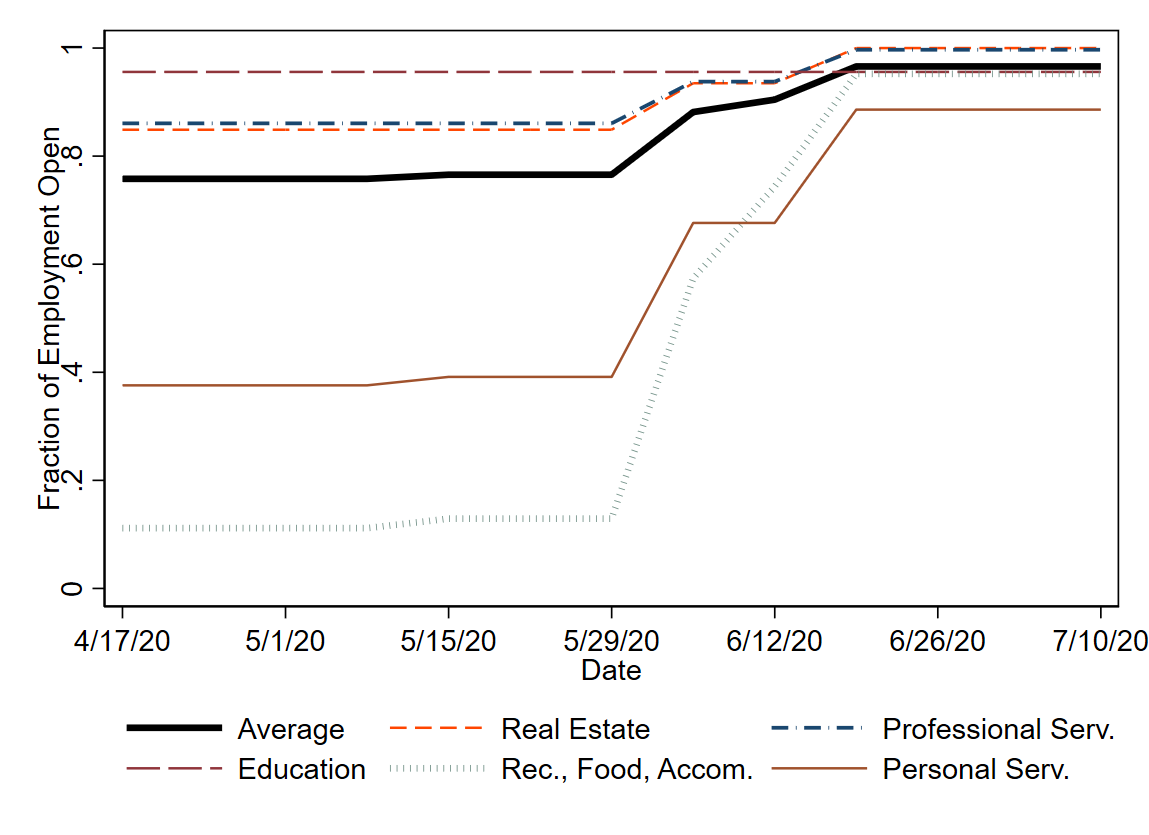 Fraction of Employment Open
1
.8
.6
.4
.2
0
4/17/20 5/1/20 5/15/20 5/29/20 6/12/20 6/26/20 7/10/20
Date
Average Real Estate Professional Serv.
Education Rec., Food, Accom. Personal Serv.